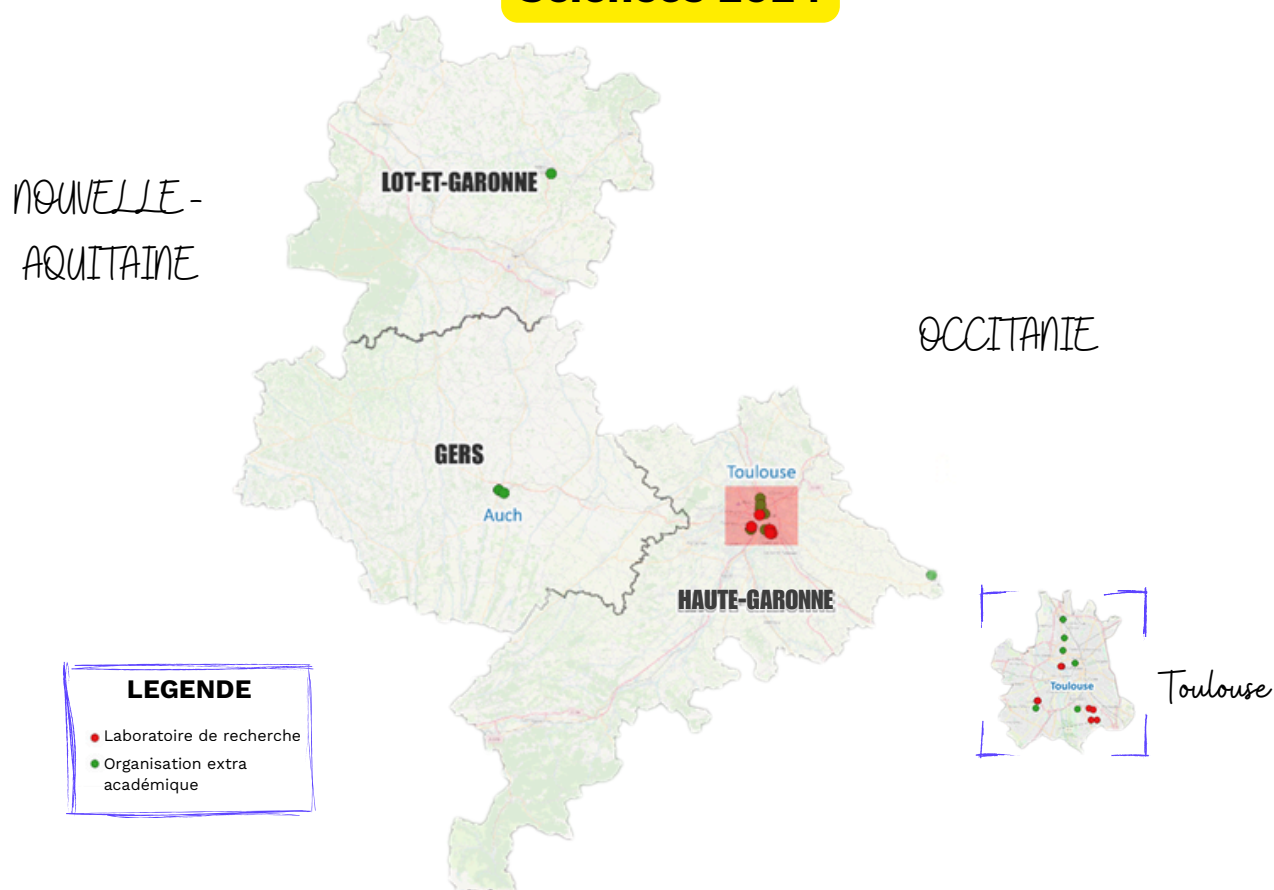 NOUVELLE-
AQUITAINE
LOT-ET-GARONNE
OCCITANIE
GERS
Auch
Toulouse
HAUTE-GARONNE
Toulouse
Toulouse
LEGENDE
Laboratoire de recherche
Organisation extra
académique